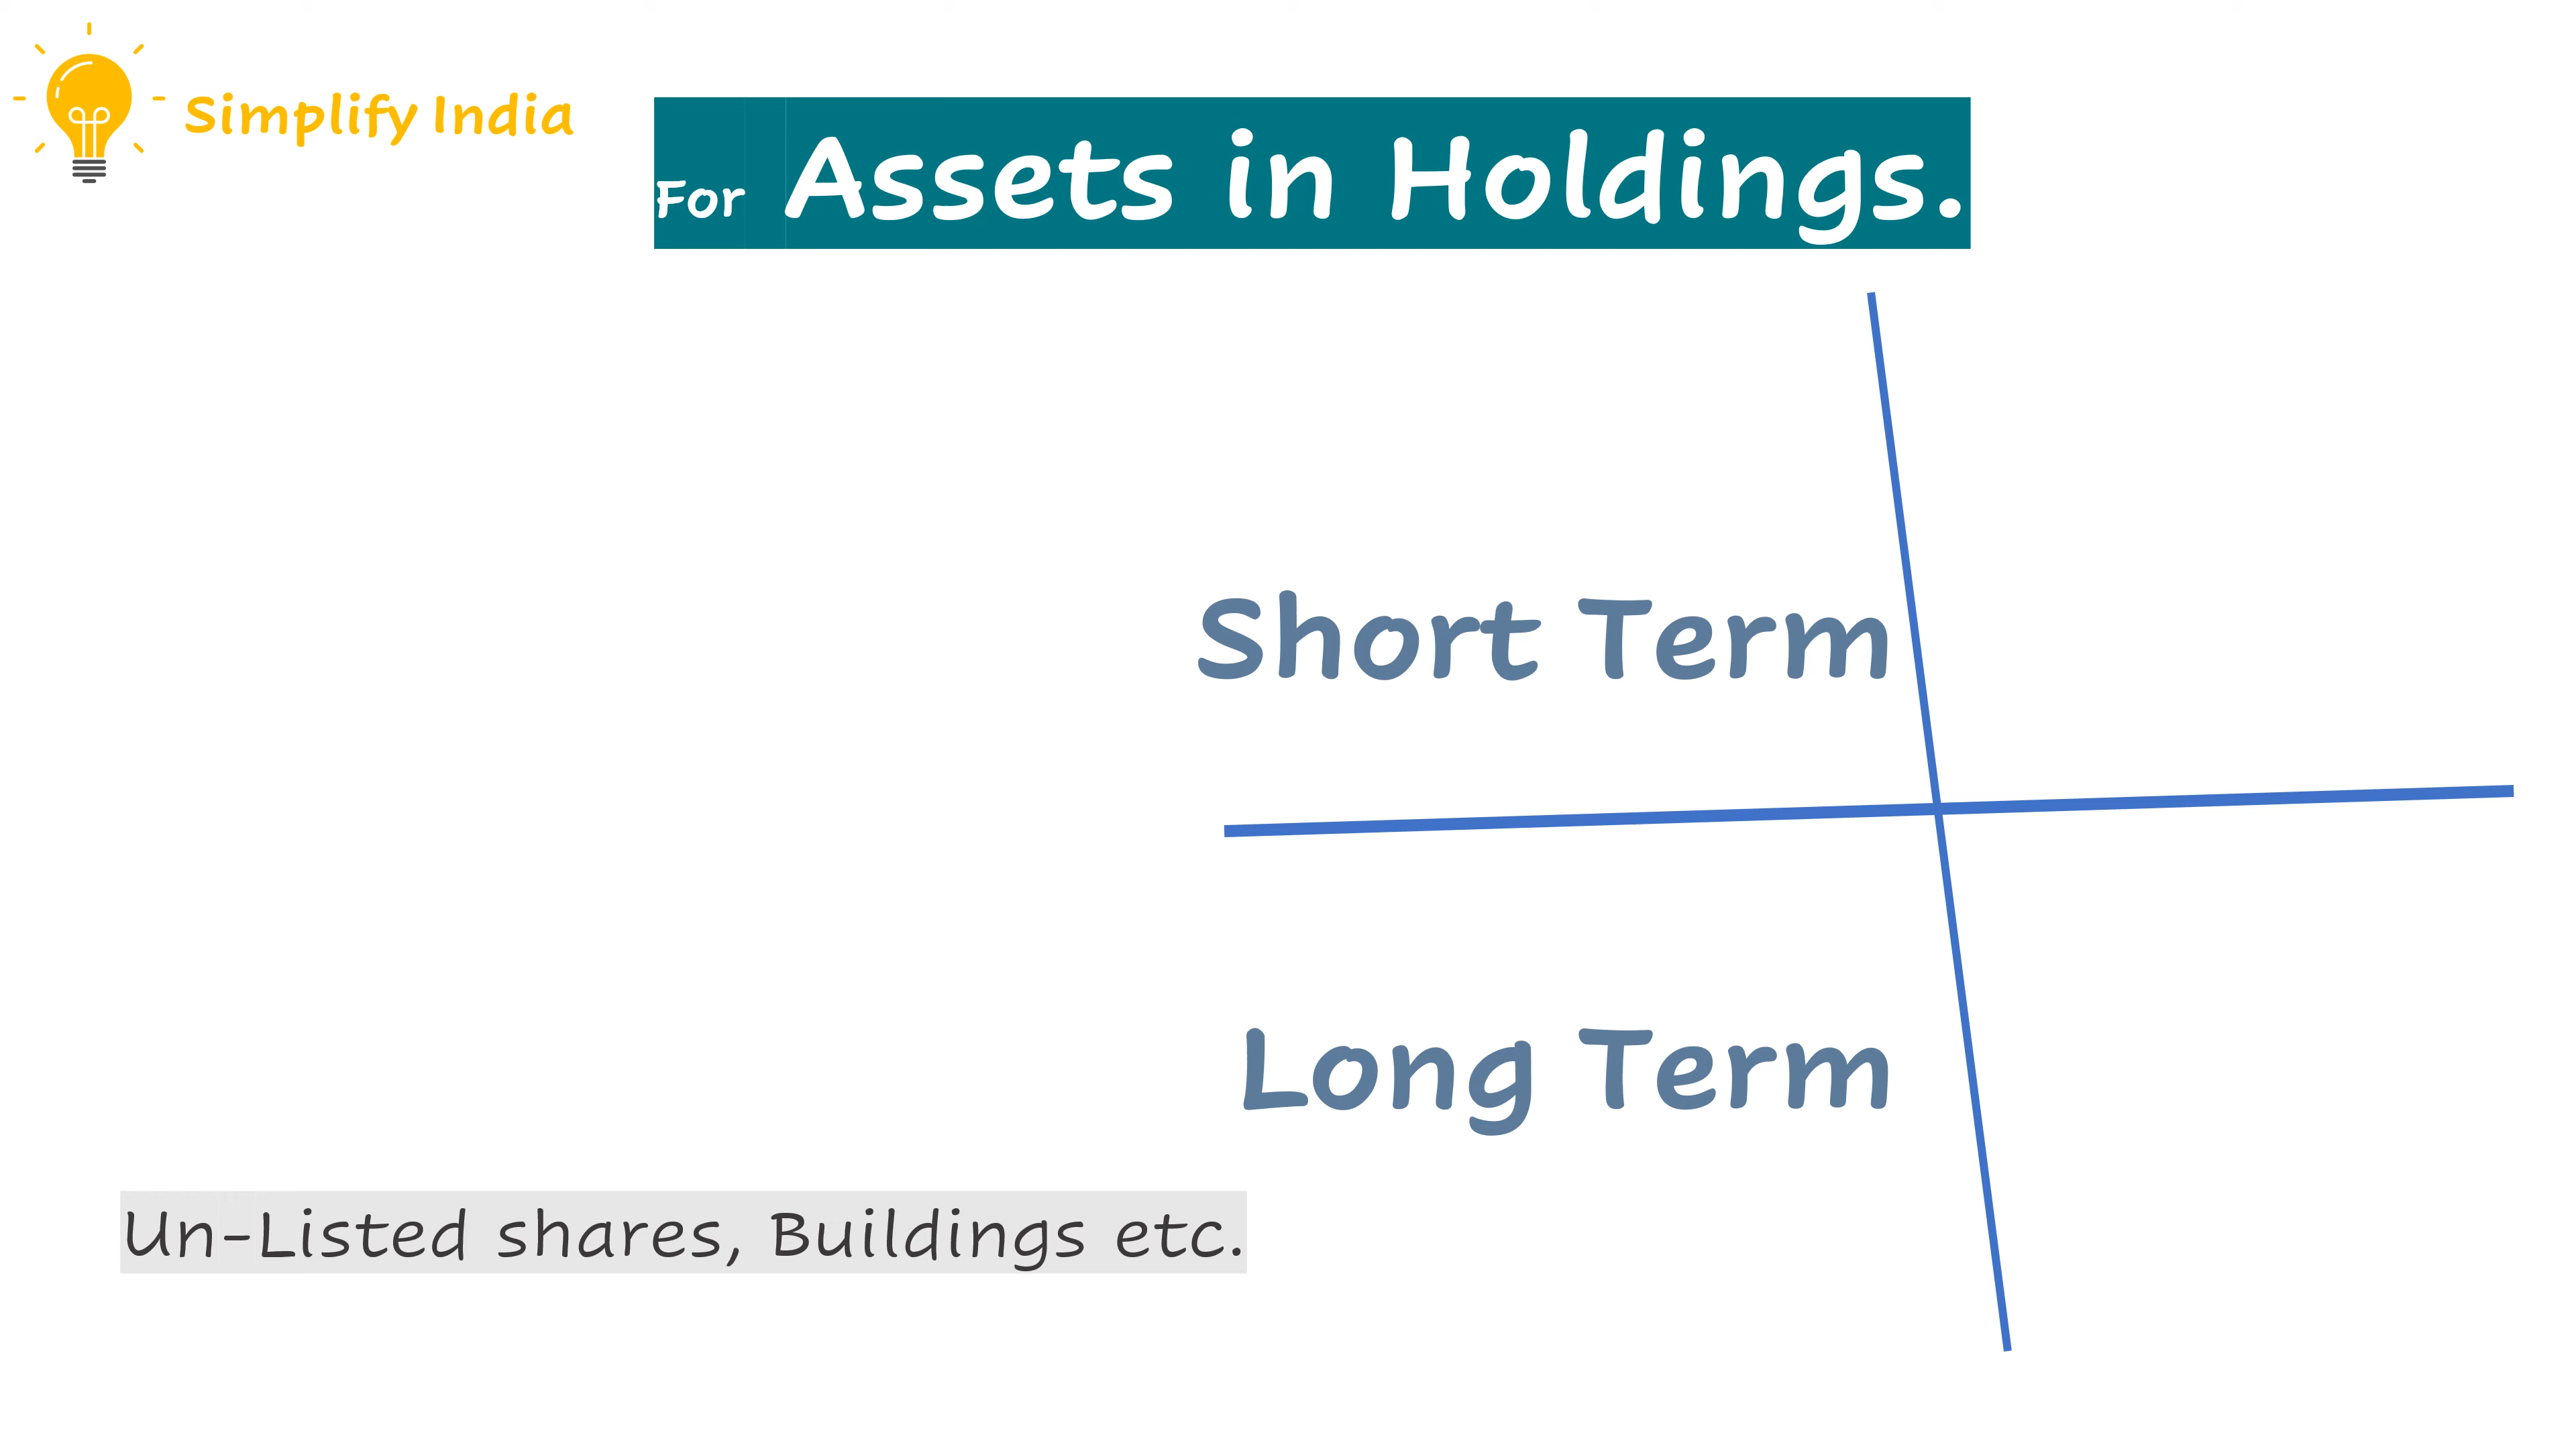 Simplify India
For Assets in Holdings.
Short Term
Long Term
Un-Listed shares, Buildings etc.